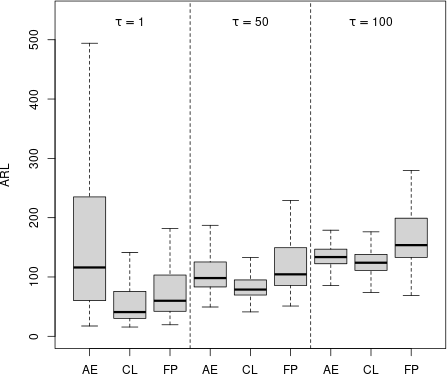 τ = 1 τ = 50 τ = 100
500
400
300
200
100
0
ARL
AE CL FP AE CL FP AE CL FP